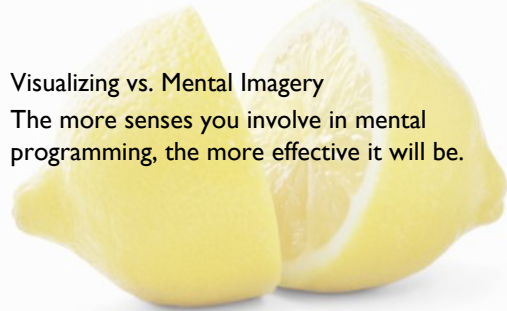 Visualizing vs. Mental Imagery
The more senses you involve in mental
programming, the more effective it will be.